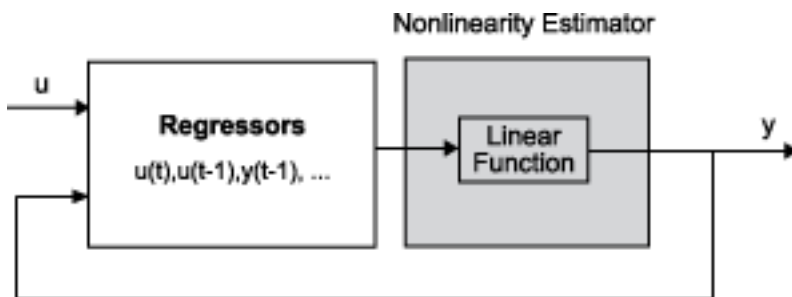 Nonlinearity Estimator
u
Regressors
u(t),u(t-1),y(t-1), ...
Linear
Function
y